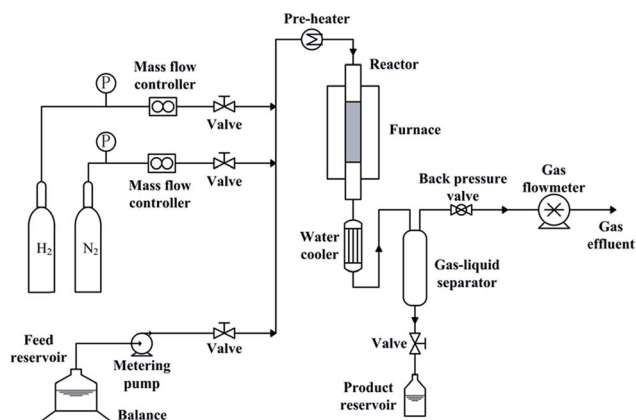 Pre-heater
P
Mass flow
controller
Valve
Reactor
Furnace
P
Mass flow
controller
Valve
Back pressure
valve
Gas
flowmeter
Gas
effluent
H2
N2
Water
cooler
Gas-liquid
separator
Feed
reservoir
Metering
pump
Valve
Valve
Product
reservoir
Balance